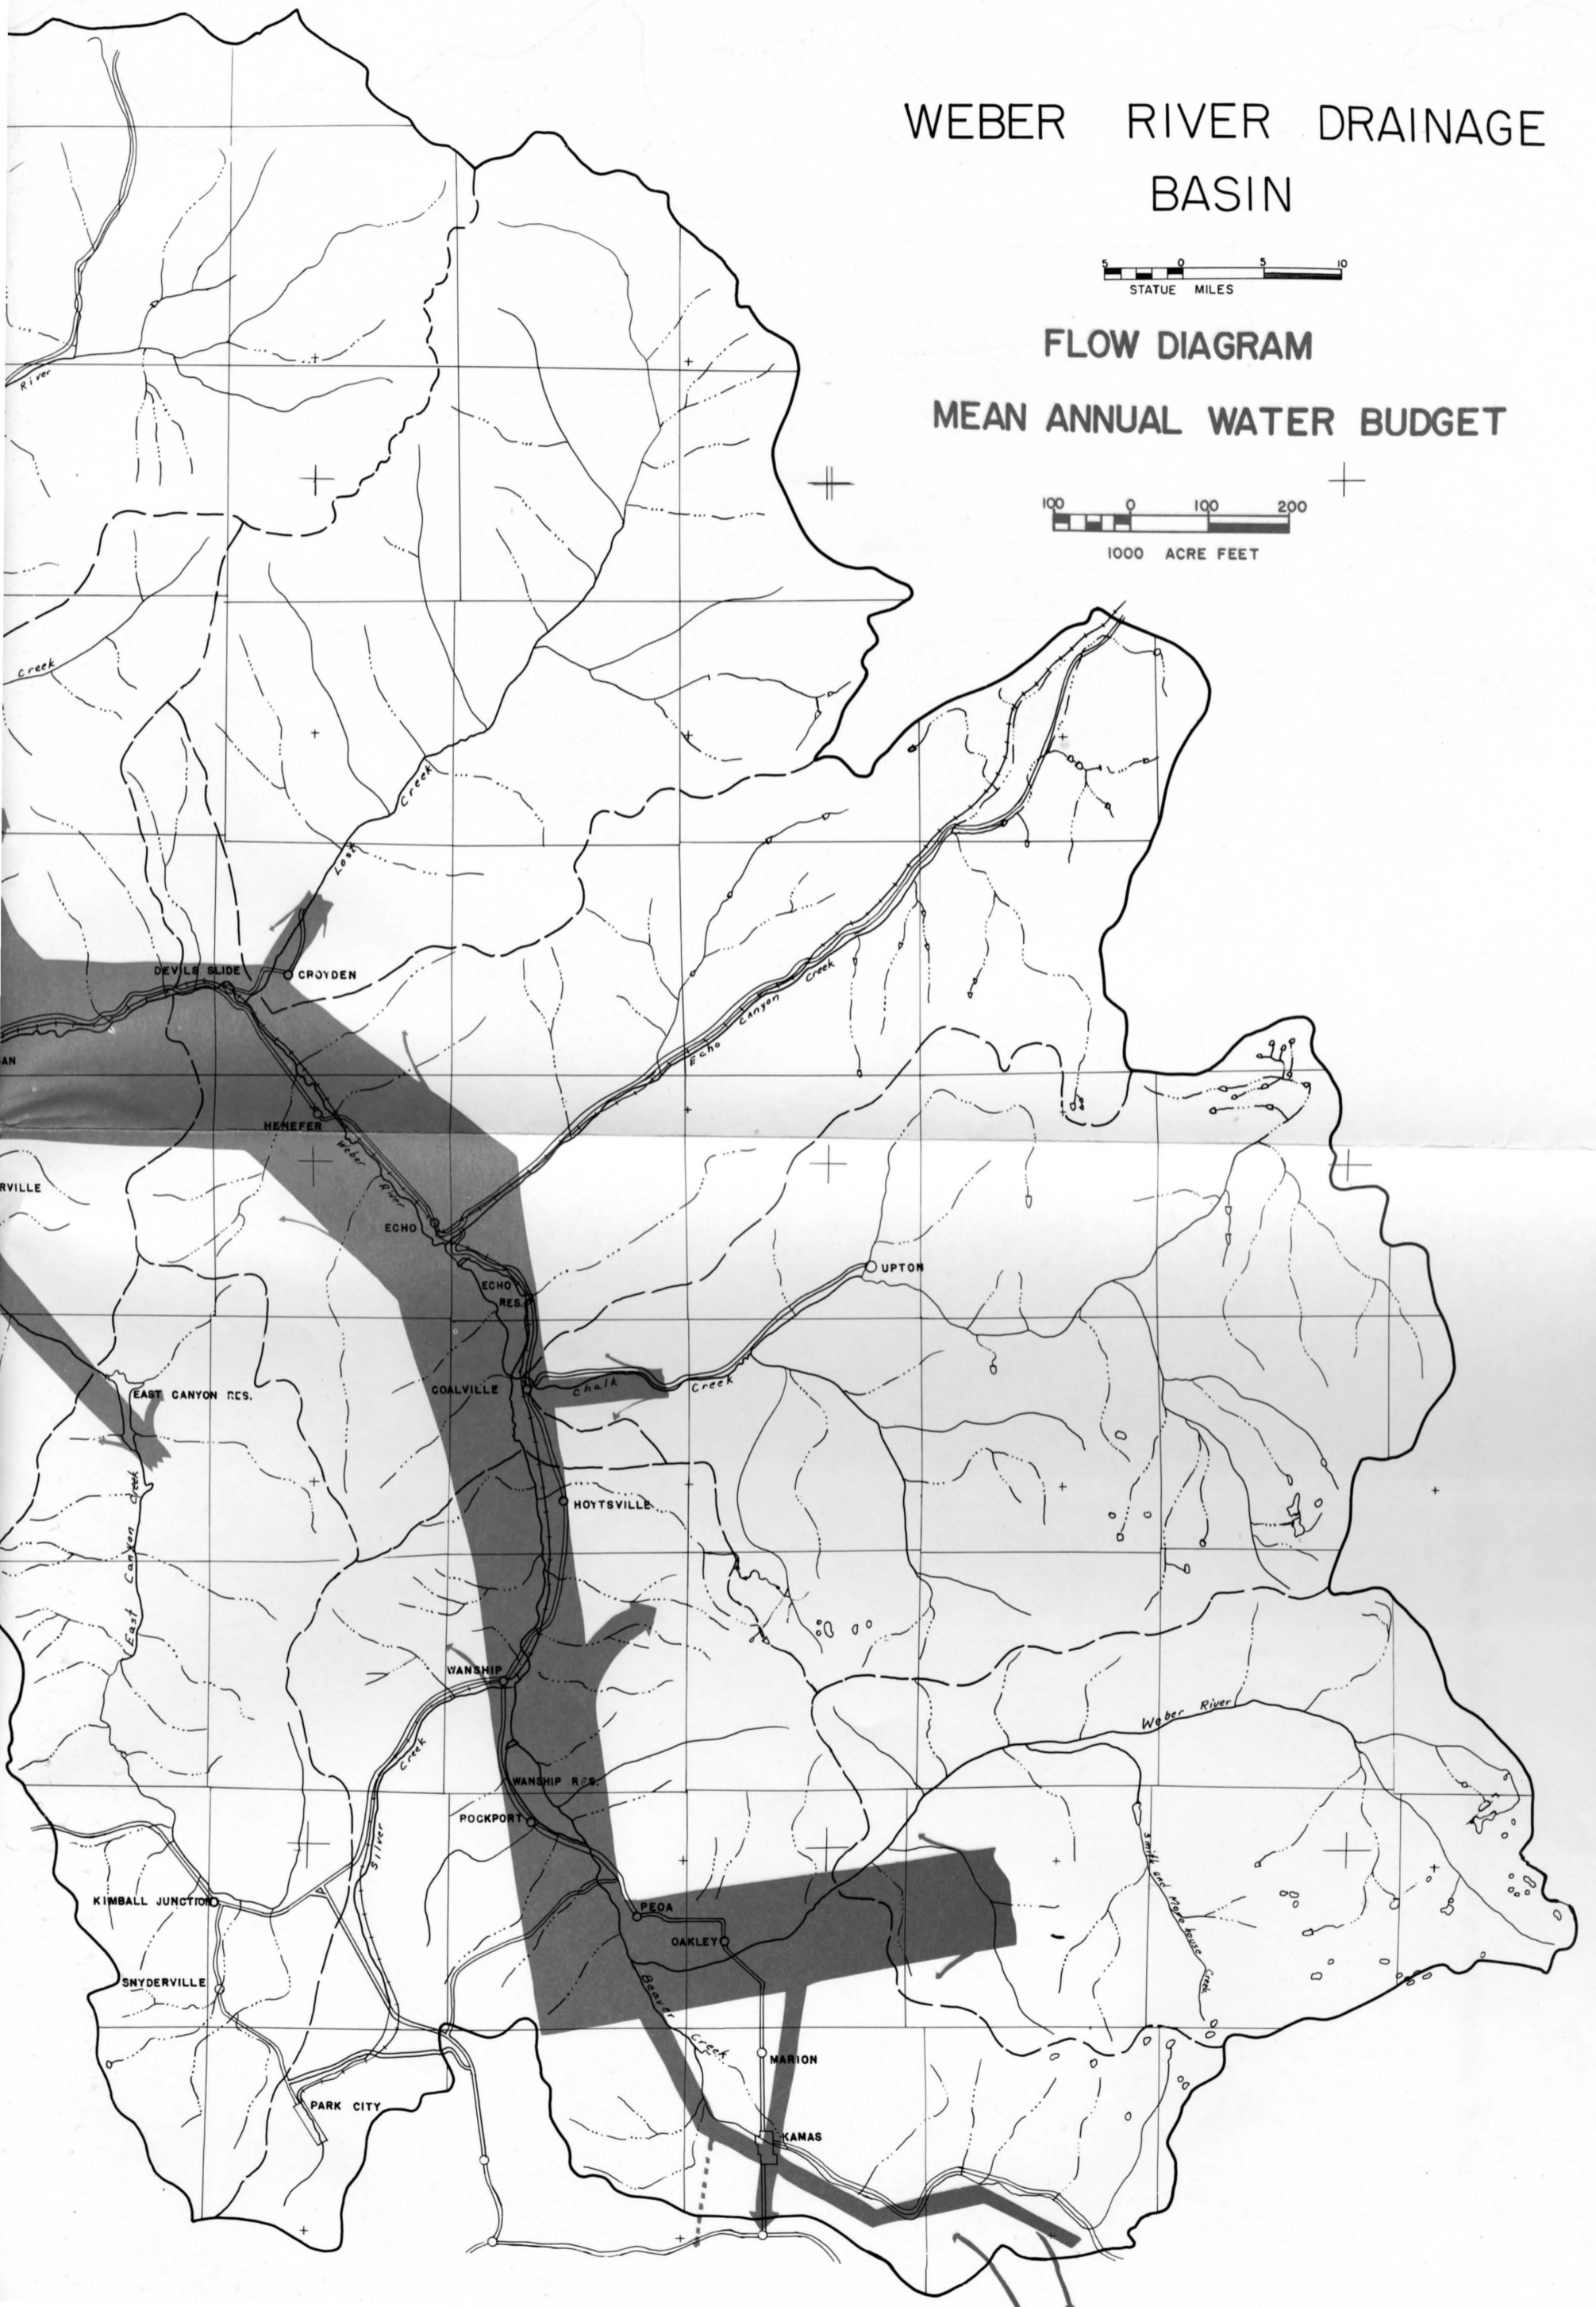 WEBER RIVER DRAINAGE
BASIN
5 0 5 10
STATUE MILES
FLOW DIAGRAM
MEAN ANNUAL WATER BUDGET
100 0 100 200
1000 ACRE FEET
River
Creek
Lost Creek
DEVILS SLIDE
CROYDEN
Echo Canyon Creek
AN
HENEFER
Weber River
RVILLE
ECHO
UPTON
ECHO
RES.
EAST CANYON RES.
COALVILLE
Chalk Creek
HOYTSVILLE
East Canyon Creek
WANSHIP
Weber River
Silver Creek
WANSHIP RES.
ROCKPORT
Smith and Morehouse Creek
KIMBALL JUNCTION
PEOA
OAKLEY
SNYDERVILLE
Beaver Creek
MARION
PARK CITY
KAMAS